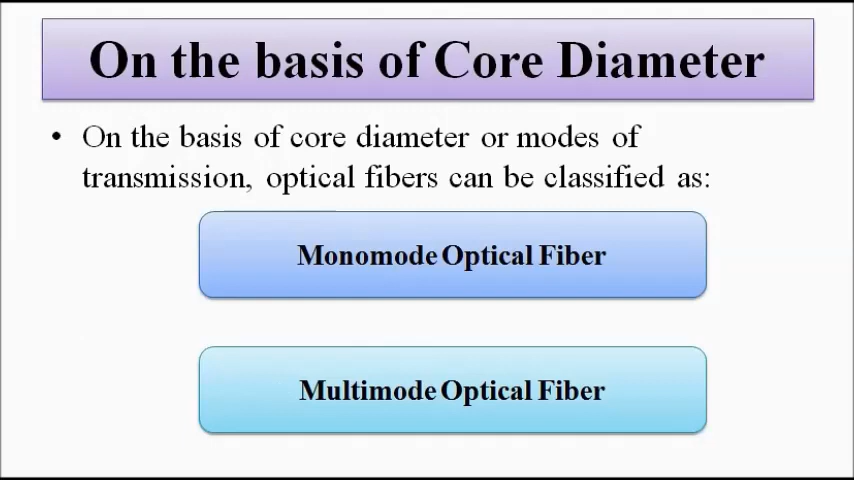 On the basis of Core Diameter
• On the basis of core diameter or modes of
transmission, optical fibers can be classified as:
Monomode Optical Fiber
Multimode Optical Fiber